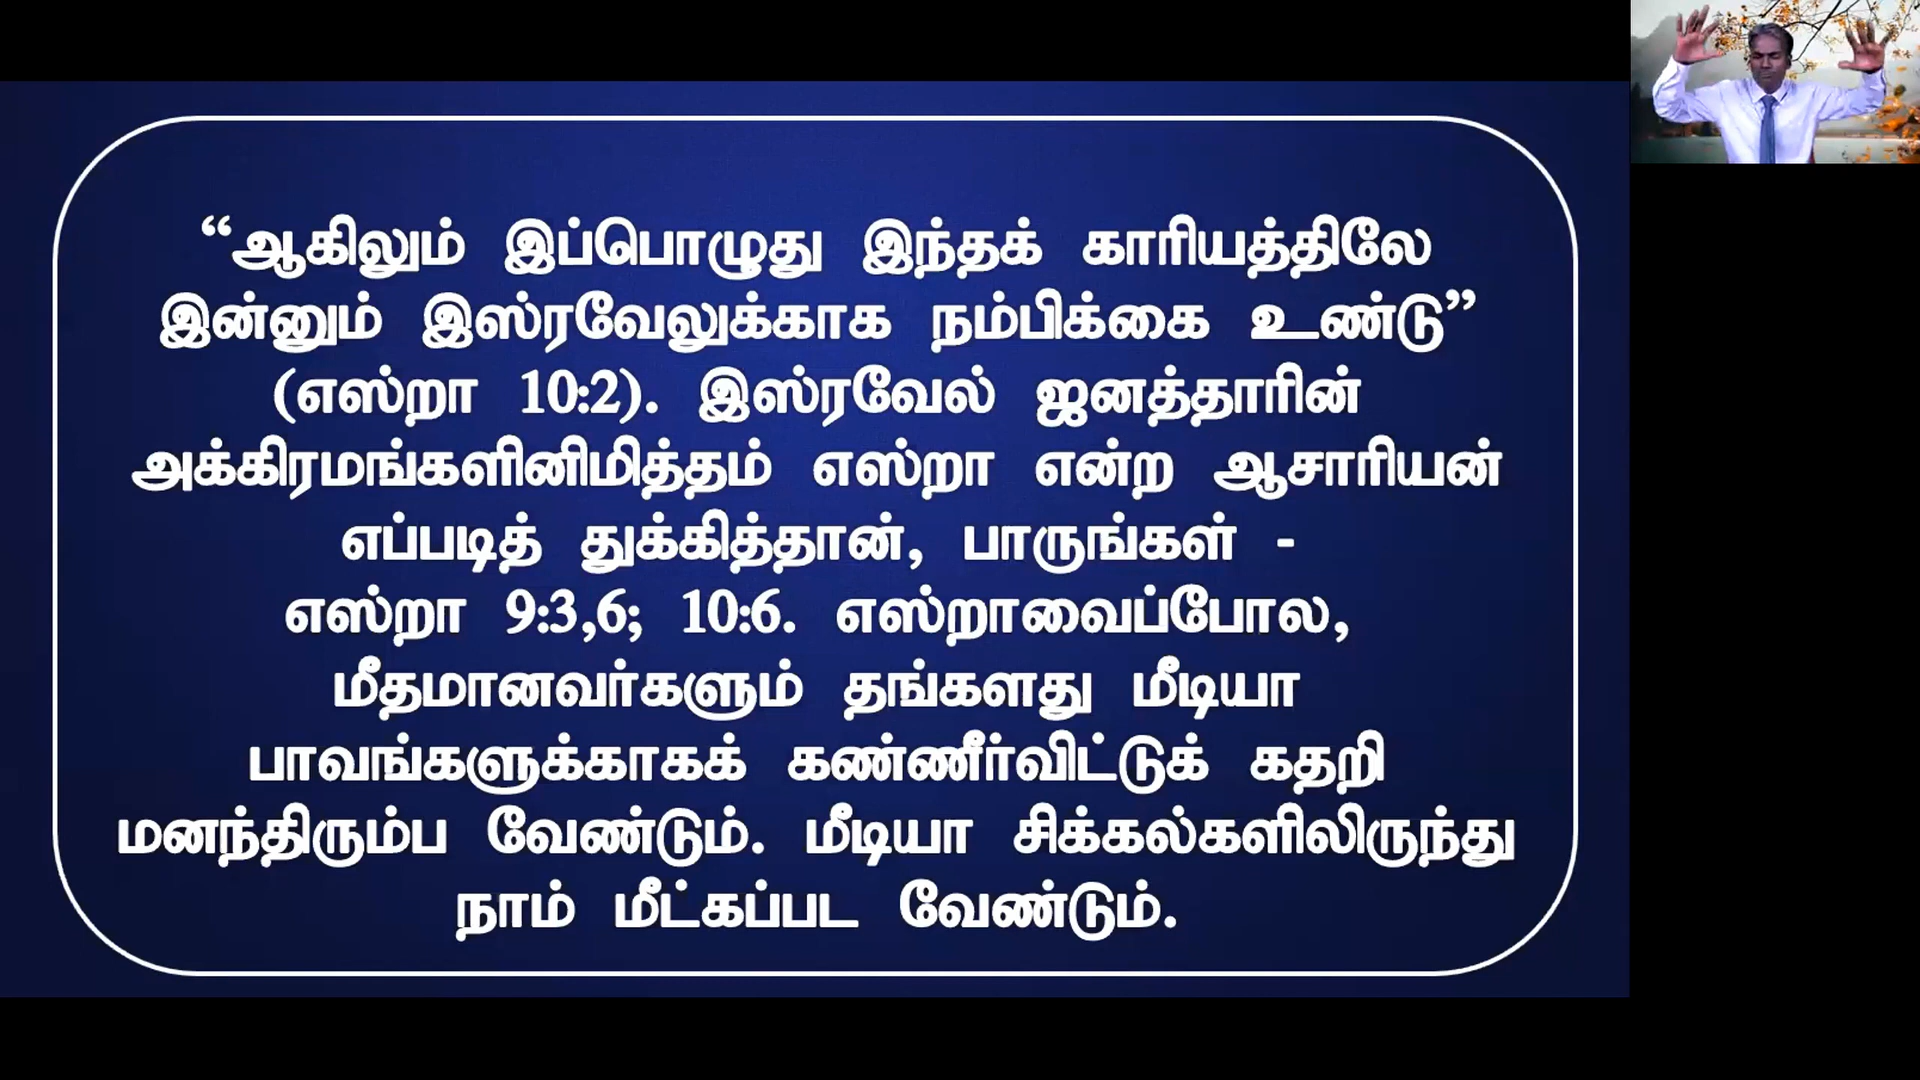 “ஆகிலும் இப்பொழுது இந்தக் காரியத்திலே
இன்னும் இஸ்ரவேலுக்காக நம்பிக்கை உண்டு”
(எஸ்றா 10:2). இஸ்ரவேல் ஜனத்தாரின்
அக்கிரமங்களினிமித்தம் எஸ்றா என்ற ஆசாரியன்
எப்படித் துக்கித்தான், பாருங்கள் -
எஸ்றா 9:3,6; 10:6. எஸ்றாவைப்போல,
மீதமானவர்களும் தங்களது மீடியா
பாவங்களுக்காகக் கண்ணீர்விட்டுக் கதறி
மனந்திரும்ப வேண்டும். மீடியா சிக்கல்களிலிருந்து
நாம் மீட்கப்பட வேண்டும்.